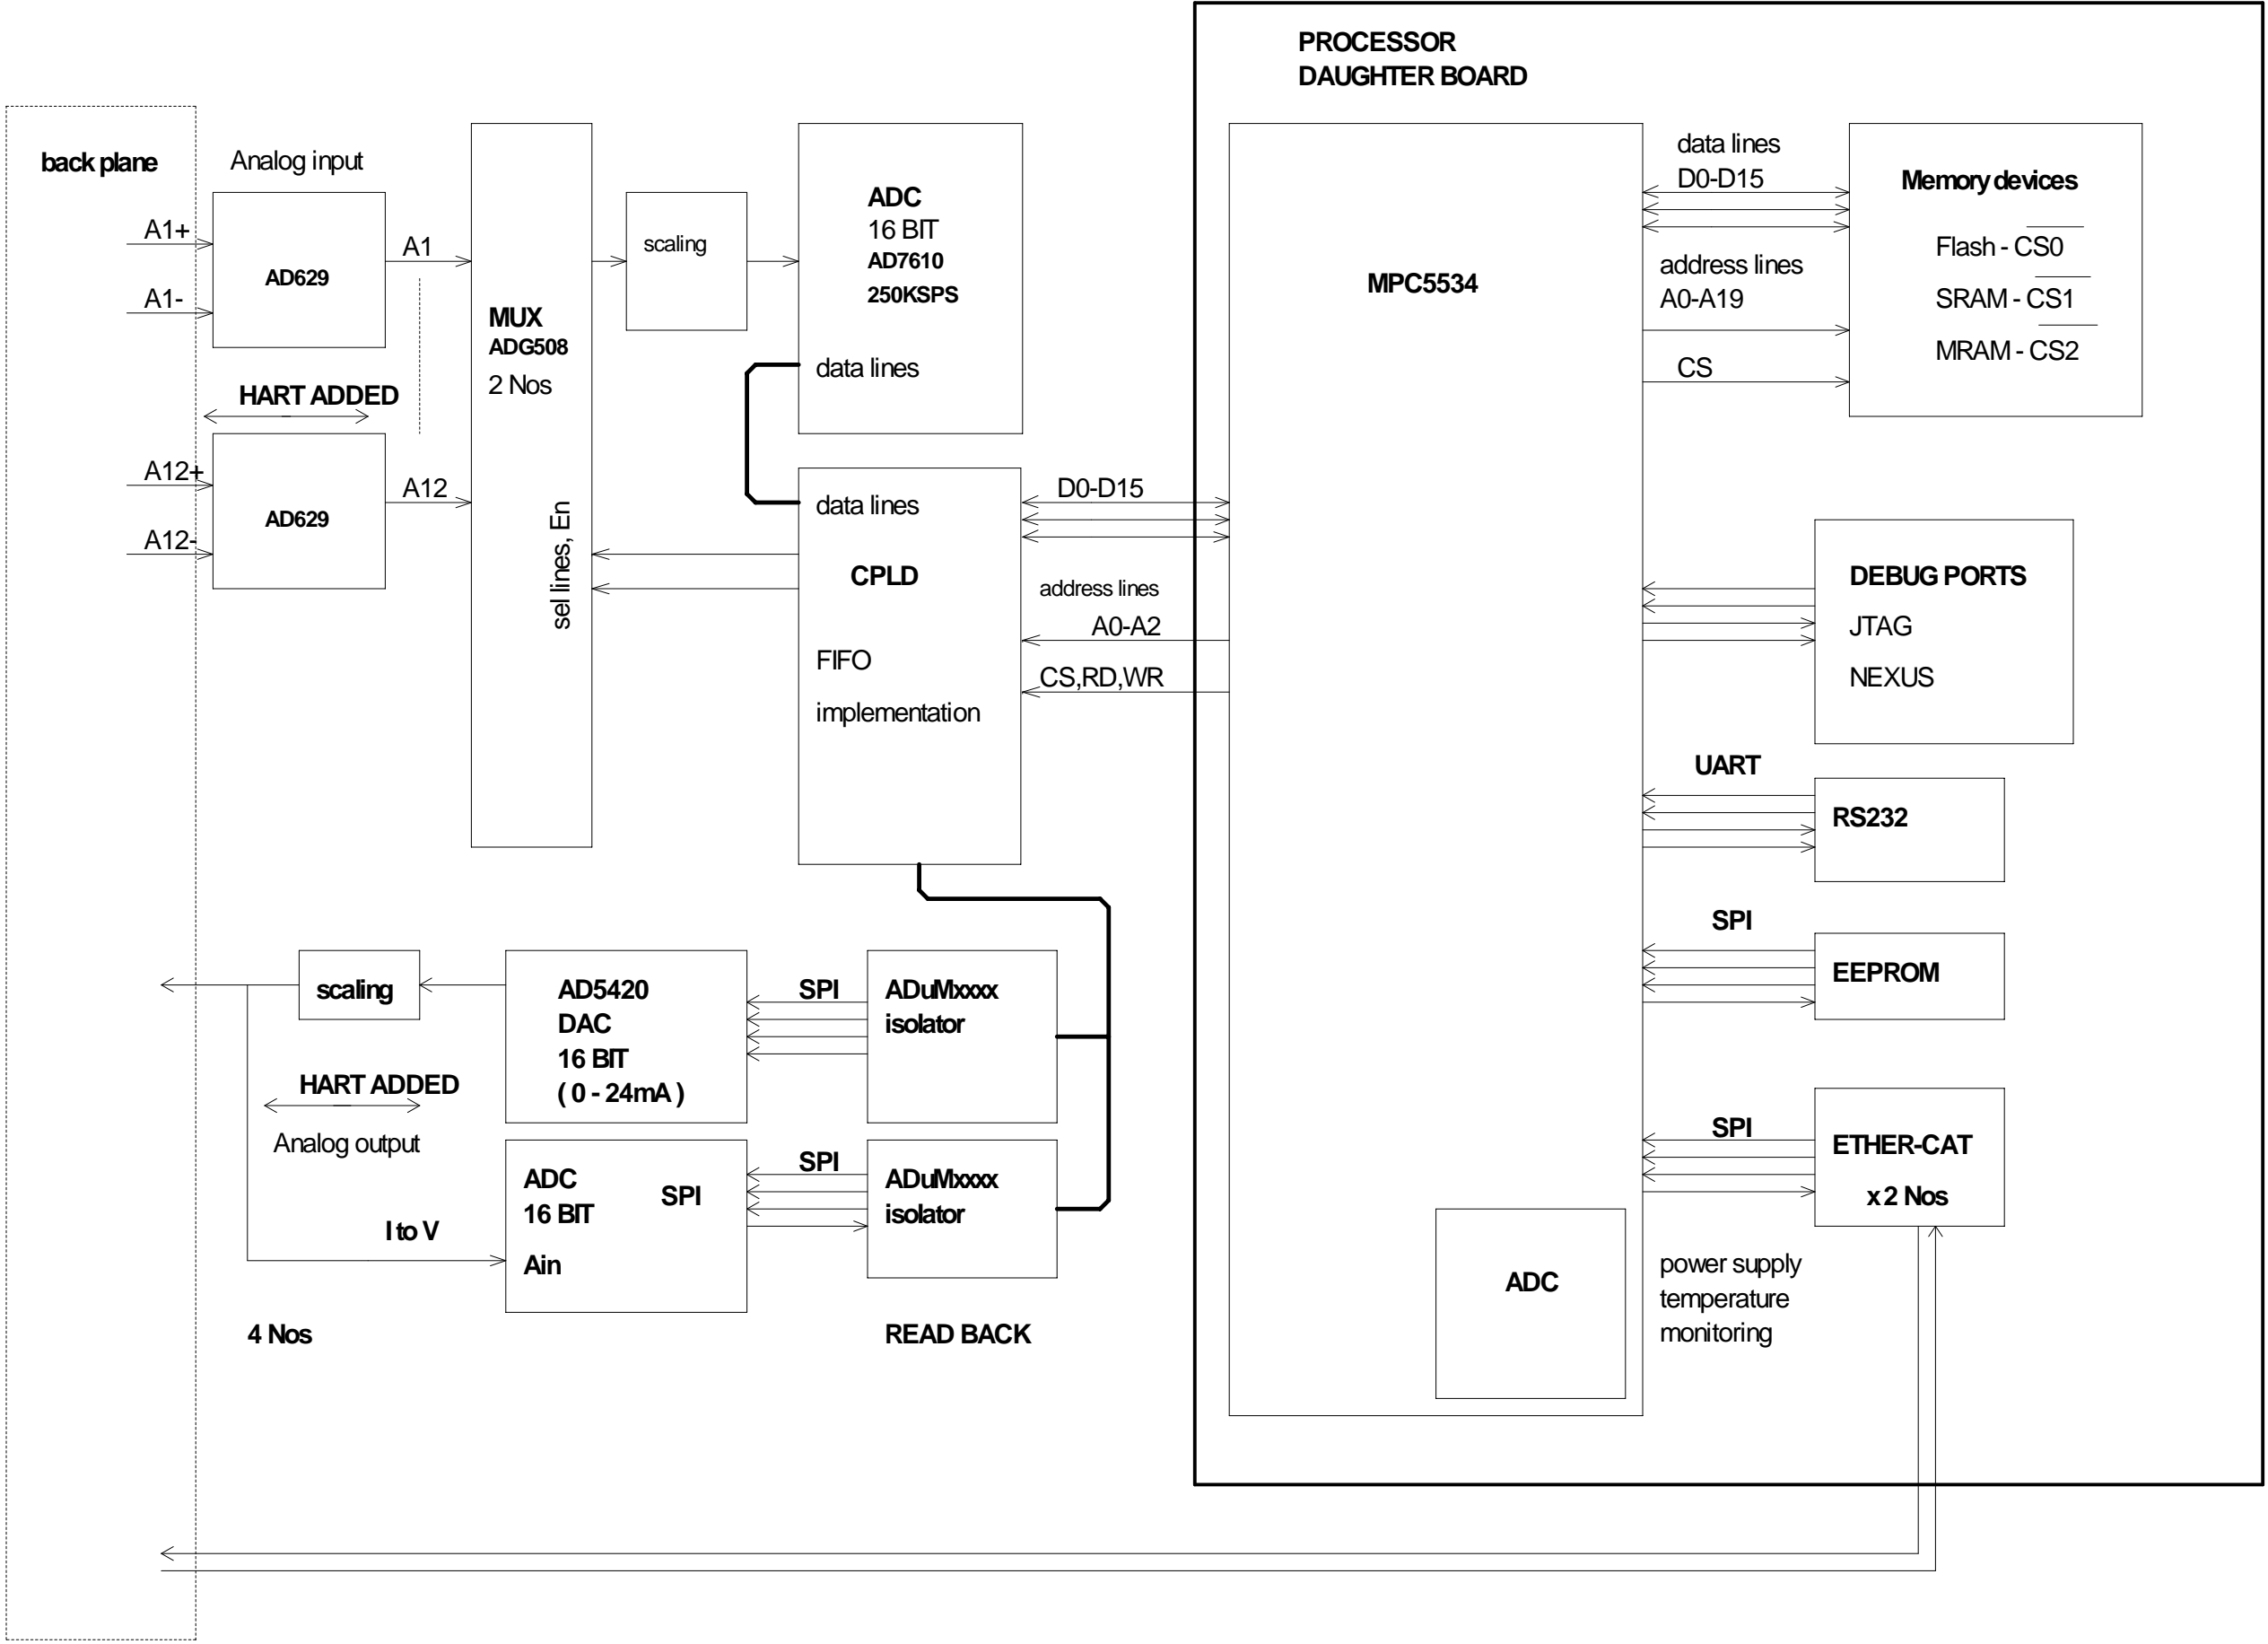 PROCESSOR
DAUGHTER BOARD
back plane
Analog input
A1+
A1-
AD629
A1
HART ADDED
A12+
A12-
AD629
A12
MUX
ADG508
2 Nos
sel lines, En
scaling
ADC
16 BIT
AD7610
250KSPS
data lines
data lines
CPLD
FIFO
implementation
D0-D15
address lines
A0-A2
CS,RD,WR
MPC5534
data lines
D0-D15
address lines
A0-A19
CS
Memory devices
Flash - CS0
SRAM - CS1
MRAM - CS2
DEBUG PORTS
JTAG
NEXUS
UART
RS232
SPI
EEPROM
SPI
ETHER-CAT
x 2 Nos
ADC
power supply
temperature
monitoring
scaling
AD5420
DAC
16 BIT
( 0 - 24mA )
SPI
ADuMxxxx
isolator
HART ADDED
Analog output
ADC
16 BIT
SPI
Ain
SPI
ADuMxxxx
isolator
I to V
4 Nos
READ BACK